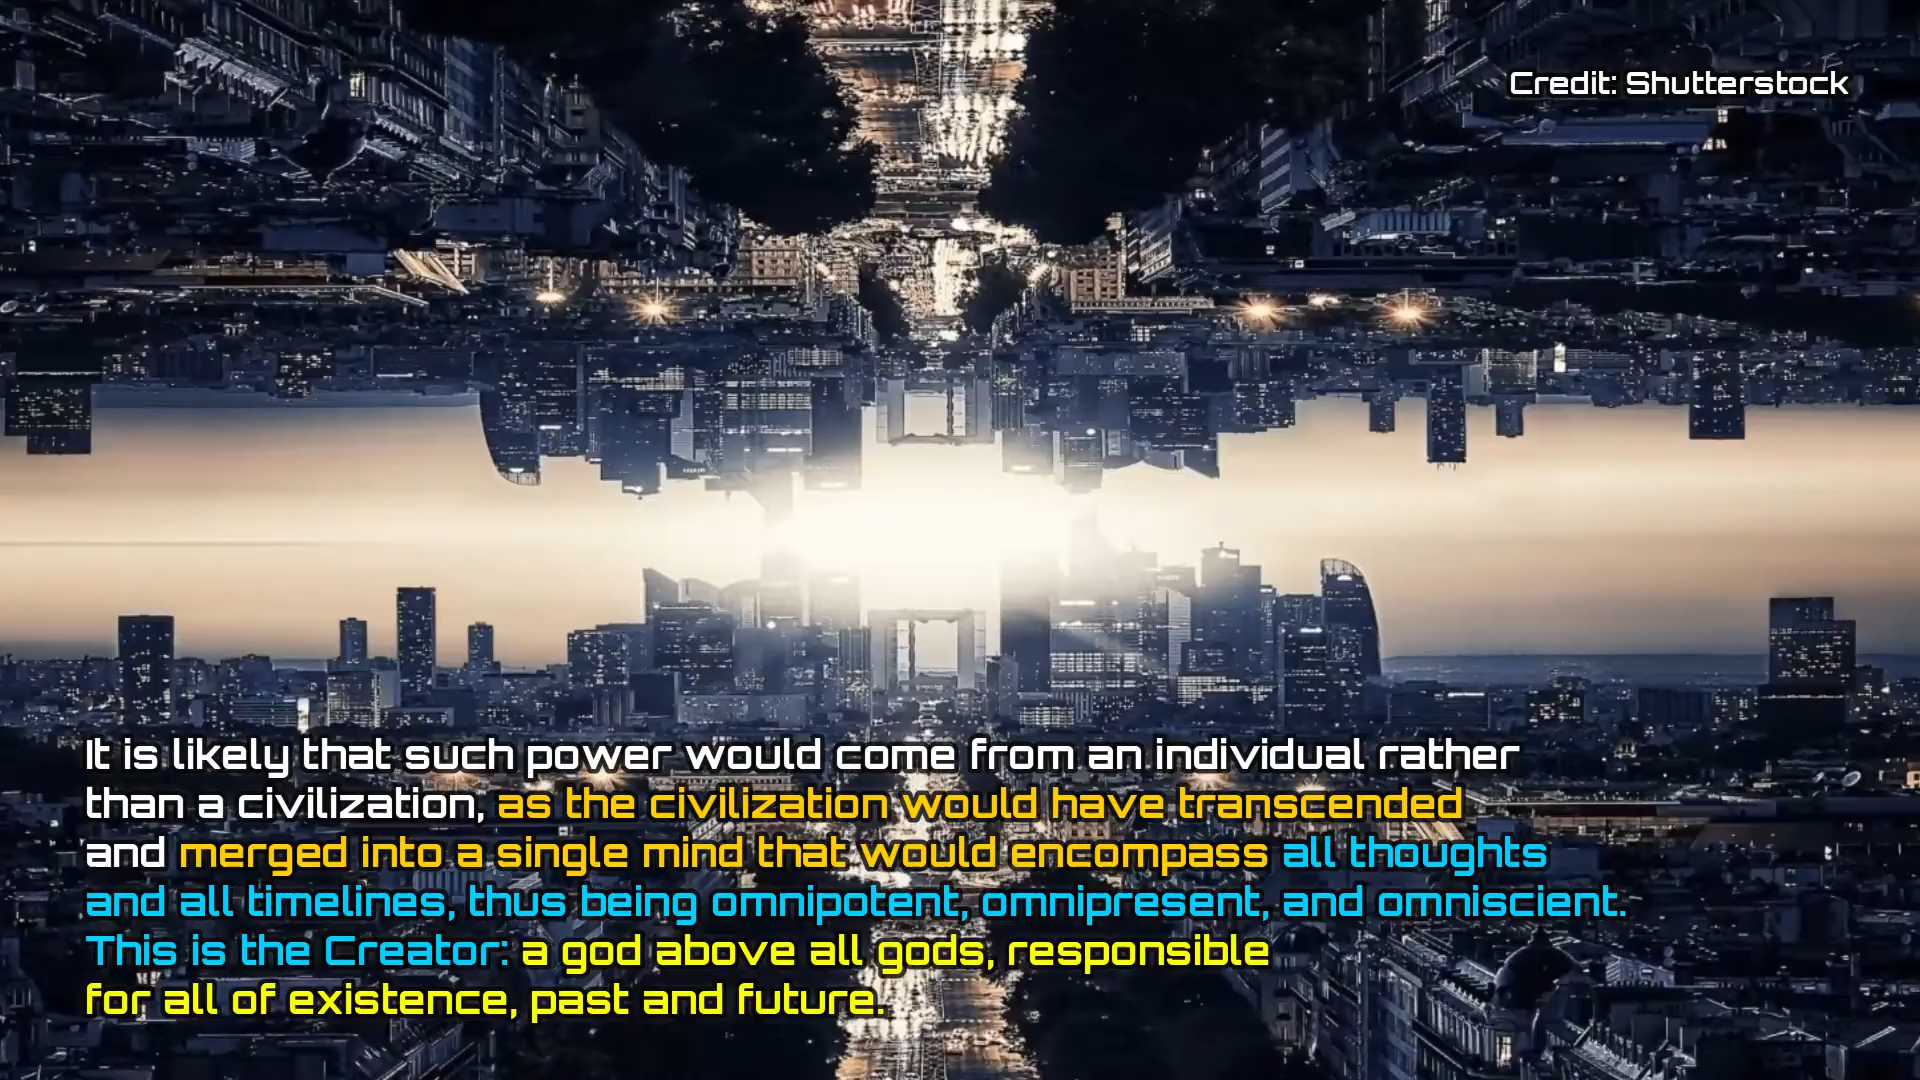 Credit: Shutterstock
It is likely that such power would come from an individual rather
than a civilization, as the civilization would have transcended
and merged into a single mind that would encompass all thoughts
and all timelines, thus being omnipotent, omnipresent, and omniscient.
This is the Creator: a god above all gods, responsible
for all of existence, past and future.